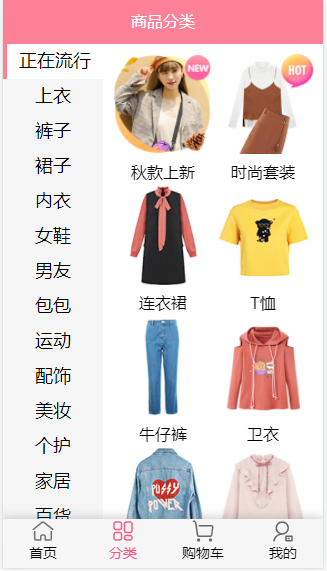 商品分类
正在流行
上衣
裤子
裙子
内衣
女鞋
男友
包包
运动
配饰
美妆
个护
家居
百货
NEW
HOT
秋款上新
时尚套装
连衣裙
T恤
牛仔裤
卫衣
PUSSY
POWER
首页
分类
购物车
我的